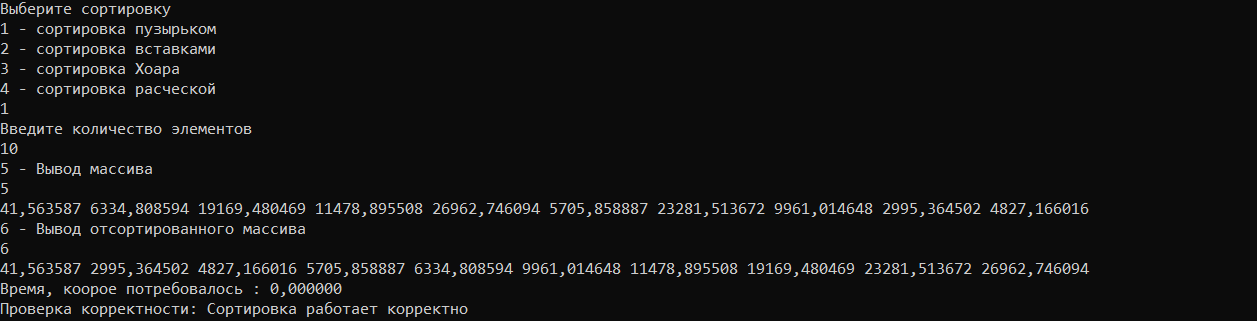 Выберите сортировку
1 - сортировка пузырьком
2 - сортировка вставками
3 - сортировка Хоара
4 - сортировка расческой
1
Введите количество элементов
10
5 - Вывод массива
5
41,563587 6334,808594 19169,480469 11478,895508 26962,746094 5705,858887 23281,513672 9961,014648 2995,364502 4827,166016
6 - Вывод отсортированного массива
6
41,563587 2995,364502 4827,166016 5705,858887 6334,808594 9961,014648 11478,895508 19169,480469 23281,513672 26962,746094
Время, коорое потребовалось : 0,000000
Проверка корректности: Сортировка работает корректно